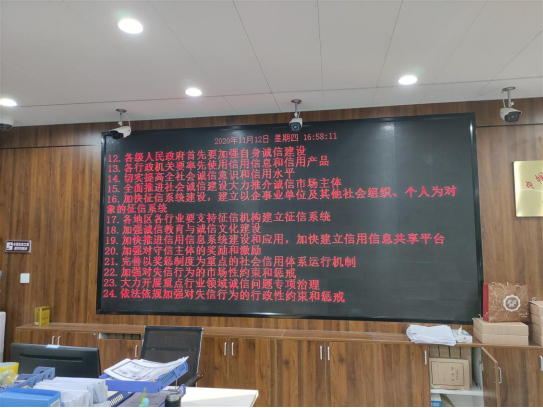 2020年11月12日 星期四 16:58:11
12. 各级人民政府首先要加强自身诚信建设
13. 各行政机关要率先使用信用信息和信用产品
14. 切实提高全社会诚信意识和信用水平
15. 全面推进社会诚信建设大力推介诚信市场主体
16. 加快征信系统建设，建立以企事业单位及其他社会组织、个人为对
象的征信系统
17. 各地区各行业要支持征信机构建立征信系统
18. 加强诚信教育与诚信文化建设
19. 加快推进信用信息系统建设和应用，加快建立信用信息共享平台
20. 加强对守信主体的奖励和激励
21. 完善以奖惩制度为重点的社会信用体系运行机制
22. 加强对失信行为的市场性约束和惩戒
23. 大力开展重点行业领域诚信问题专项治理
24. 依法依规加强对失信行为的行政性约束和惩戒